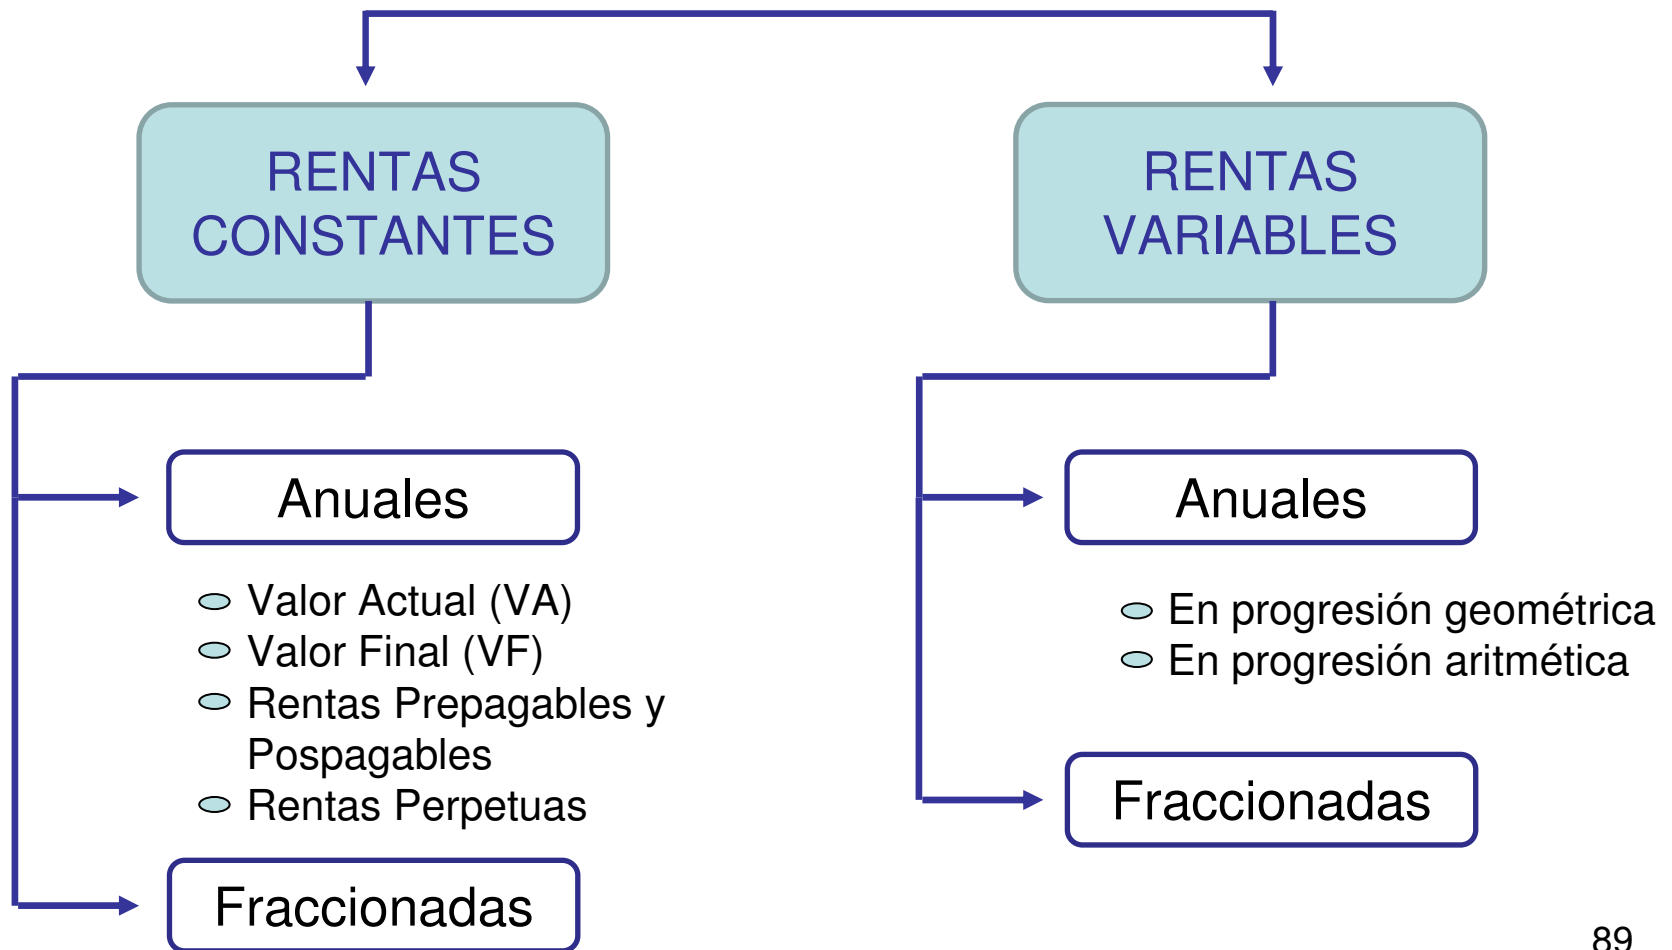 RENTAS
CONSTANTES
Anuales
Valor Actual (VA)
Valor Final (VF)
Rentas Prepagables y
Pospagables
Rentas Perpetuas
Fraccionadas
RENTAS
VARIABLES
Anuales
En progresión geométrica
En progresión aritmética
Fraccionadas
89